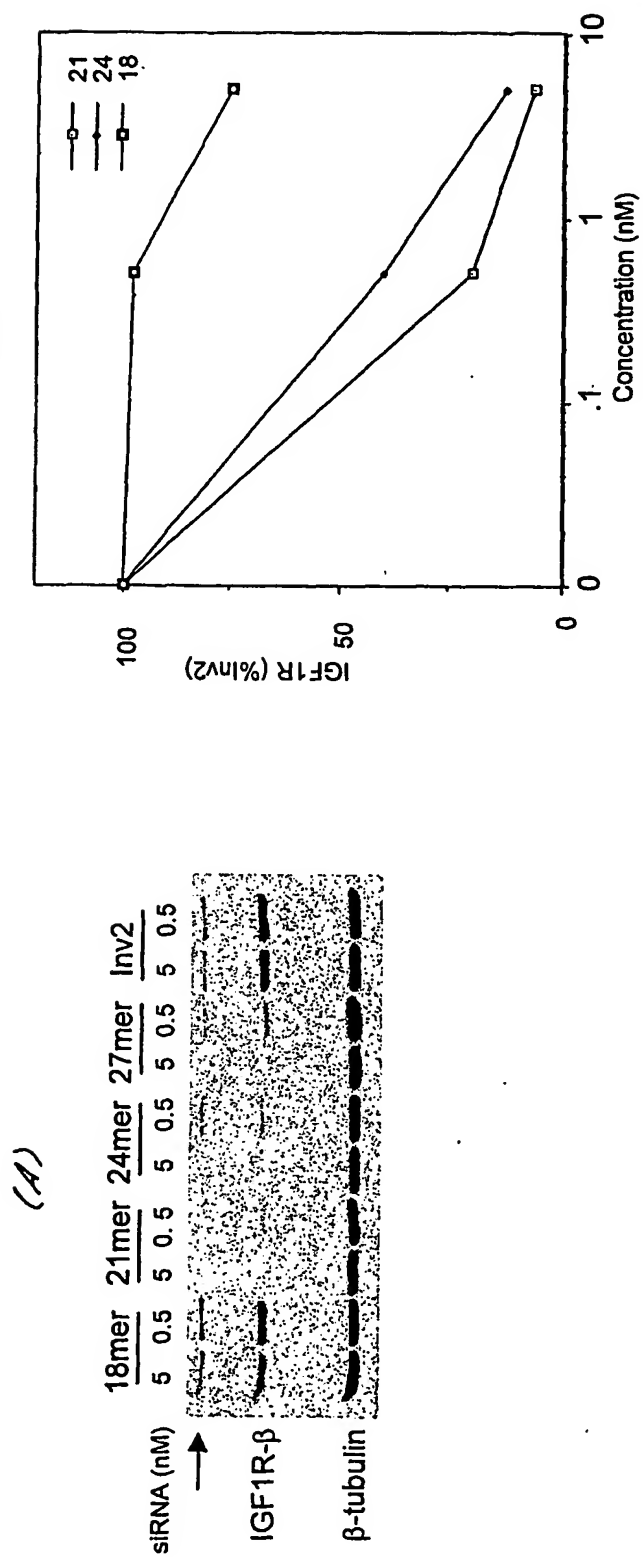 (A)
18mer 21mer 24mer 27mer Inv2
siRNA (nM) 5 0.5 5 0.5 5 0.5 5 0.5 5 0.5
IGF1R-β
β-tubulin
21
24
18
100
50
0
IGF1R (%Inv2)
0 .1 1 10
Concentration (nM)